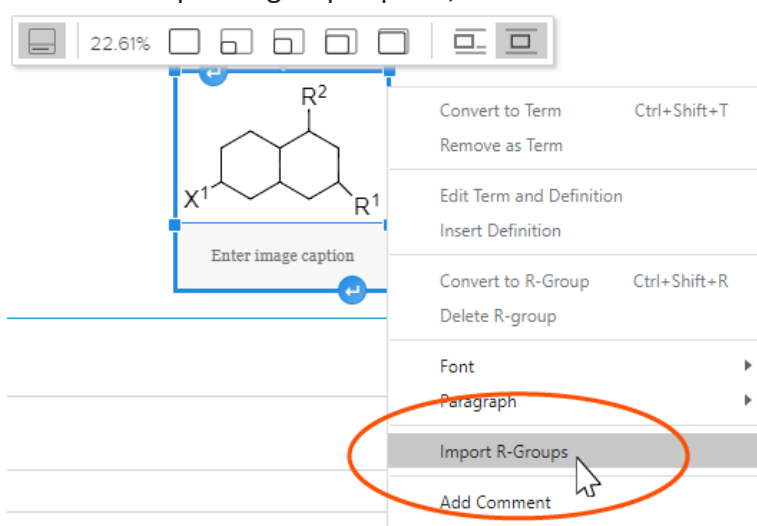 22.61%
R2
X1
R1
Enter image caption
Convert to Term Ctrl+Shift+T
Remove as Term
Edit Term and Definition
Insert Definition
Convert to R-Group Ctrl+Shift+R
Delete R-group
Font
Paragraph
Import R-Groups
Add Comment